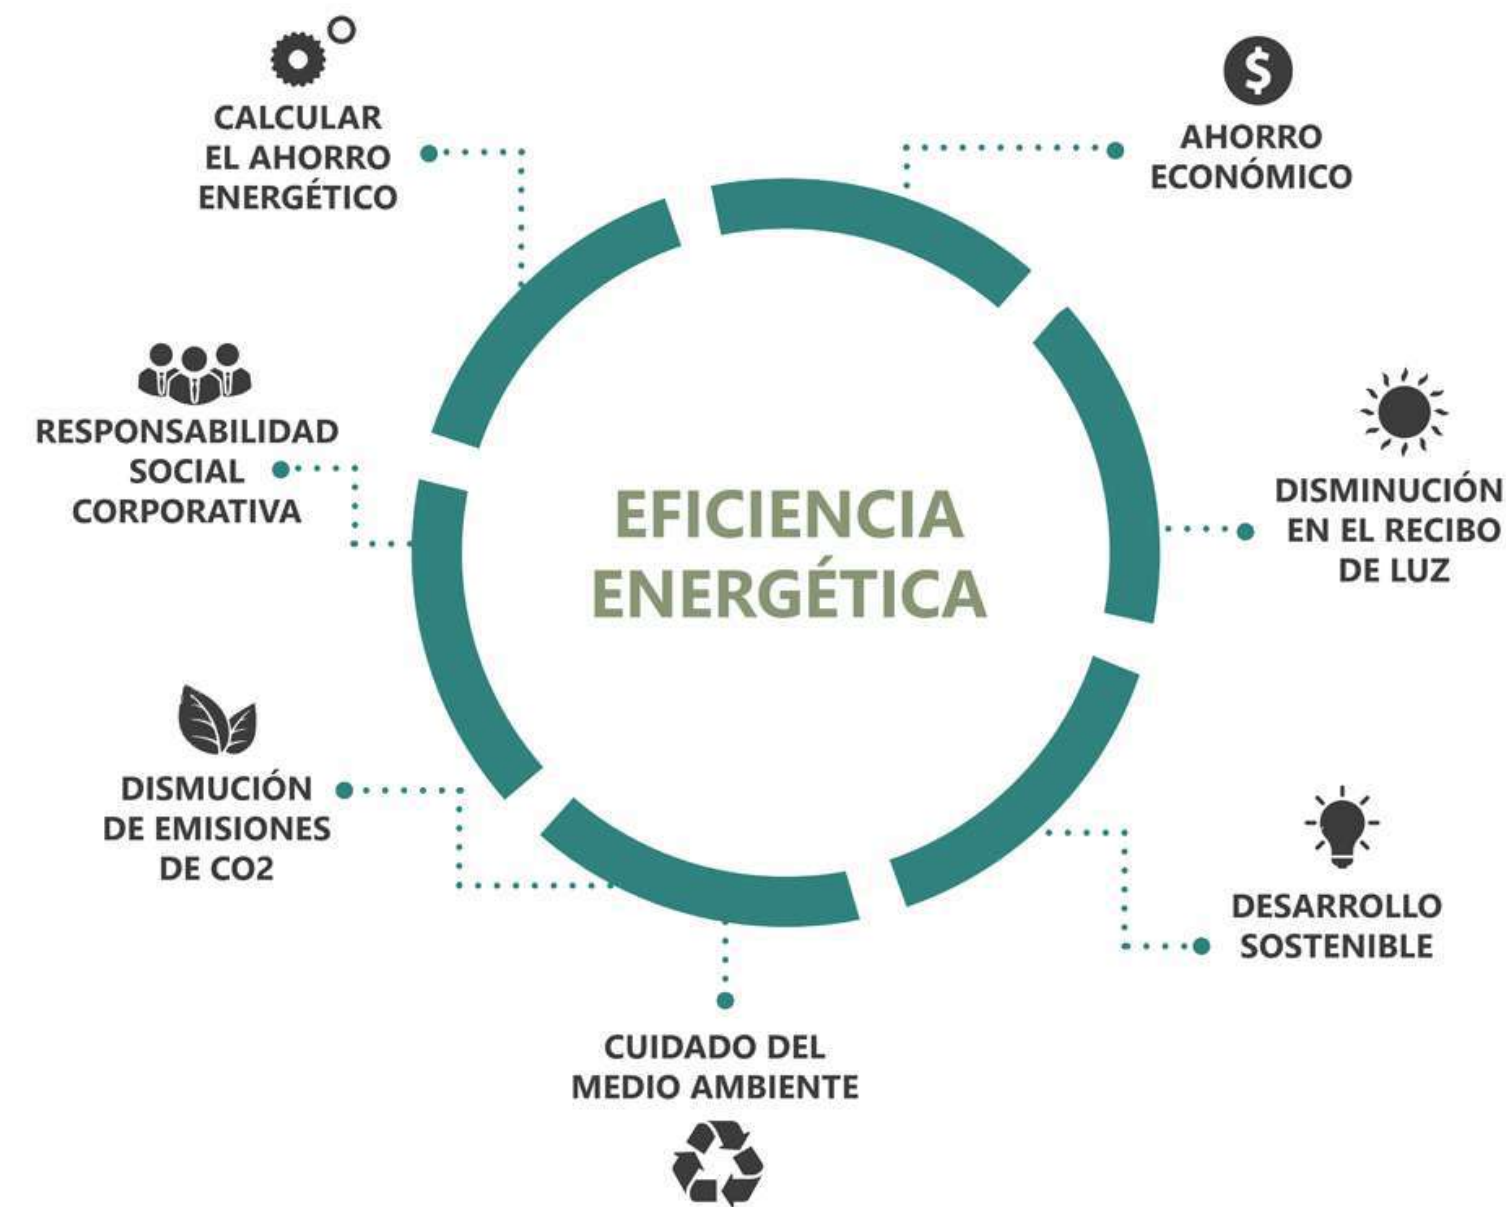 CALCULAR
EL AHORRO
ENERGÉTICO
$
AHORRO
ECONÓMICO
RESPONSABILIDAD
SOCIAL
CORPORATIVA
EFICIENCIA
ENERGÉTICA
DISMINUCIÓN
EN EL RECIBO
DE LUZ
DISMUCIÓN
DE EMISIONES
DE CO2
DESARROLLO
SOSTENIBLE
CUIDADO DEL
MEDIO AMBIENTE